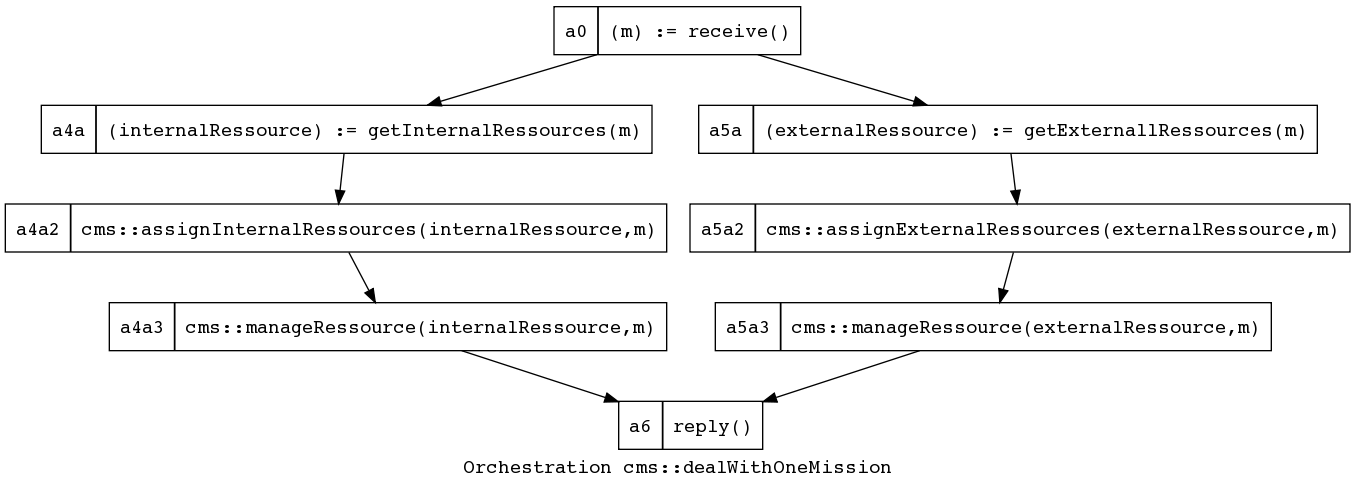 a0 (m) := receive()
a4a (internalRessource) := getInternalRessources(m)
a5a (externalRessource) := getExternallRessources(m)
a4a2 cms::assignInternalRessources(internalRessource,m)
a5a2 cms::assignExternalRessources(externalRessource,m)
a4a3 cms::manageRessource(internalRessource,m)
a5a3 cms::manageRessource(externalRessource,m)
a6 reply()
Orchestration cms::dealWithOneMission